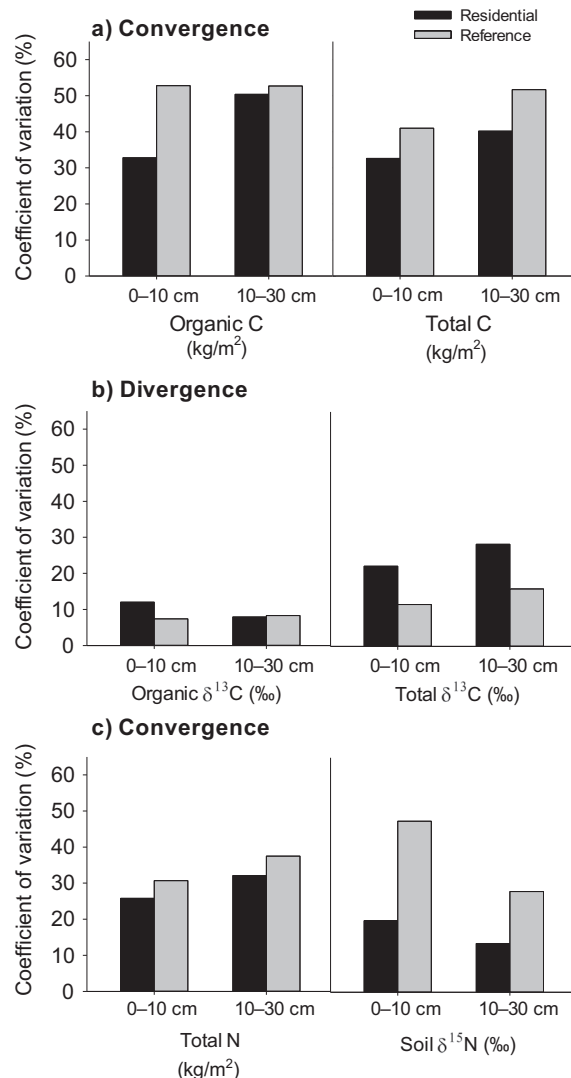 Residential
Reference
a) Convergence
Coefficient of variation (%)
60
50
40
30
20
10
0
0–10 cm 10–30 cm 0–10 cm 10–30 cm
Organic C Total C
(kg/m²) (kg/m²)
b) Divergence
Coefficient of variation (%)
60
50
40
30
20
10
0
0–10 cm 10–30 cm 0–10 cm 10–30 cm
Organic δ¹³C (‰) Total δ¹³C (‰)
c) Convergence
Coefficient of variation (%)
60
50
40
30
20
10
0
0–10 cm 10–30 cm 0–10 cm 10–30 cm
Total N Soil δ¹⁵N (‰)
(kg/m²)